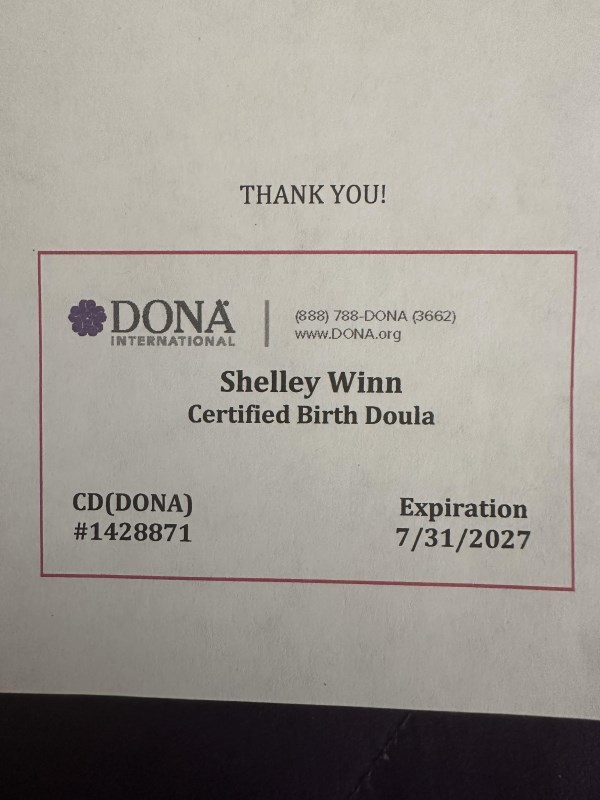 THANK YOU!
DONA
INTERNATIONAL
(888) 788-DONA (3662)
www.DONA.org
Shelley Winn
Certified Birth Doula
CD(DONA)
#1428871
Expiration
7/31/2027